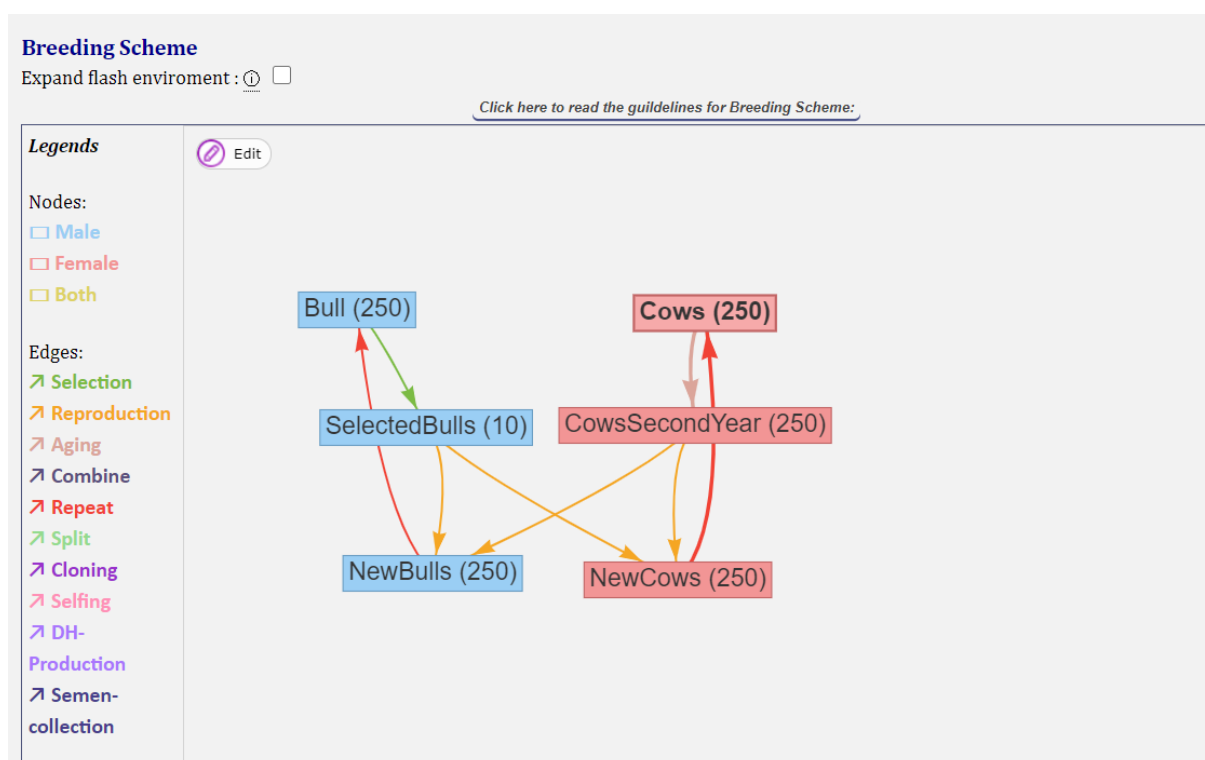 Breeding Scheme
Expand flash enviroment : ⓘ
Click here to read the guildelines for Breeding Scheme:
Legends
Edit
Nodes:
Male
Female
Both
Edges:
Selection
Reproduction
Aging
Combine
Repeat
Split
Cloning
Selfing
DH-
Production
Semen-
collection
Bull (250)
Cows (250)
SelectedBulls (10)
CowsSecondYear (250)
NewBulls (250)
NewCows (250)